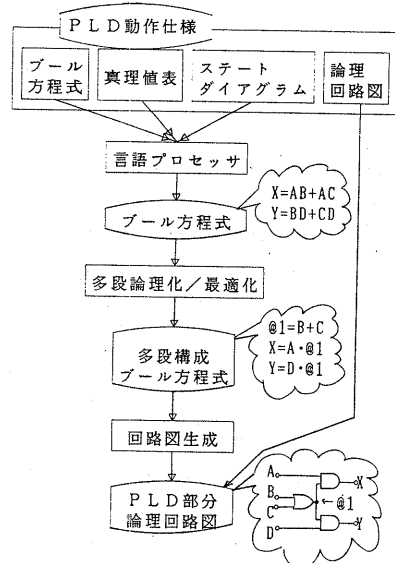 PLD動作仕様
ブール
方程式
真理値表
ステート
ダイアグラム
論理
回路図
言語プロセッサ
X=AB+AC
Y=BD+CD
ブール方程式
多段論理化/最適化
@1=B+C
X=A・@1
Y=D・@1
多段構成
ブール方程式
回路図生成
A
B
C
D
X
←@1
Y
PLD部分
論理回路図